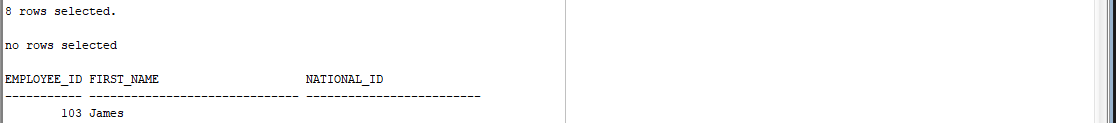 8 rows selected.
no rows selected
EMPLOYEE_ID FIRST_NAME                     NATIONAL_ID
----------- ------------------------------ -------------------------
        103 James